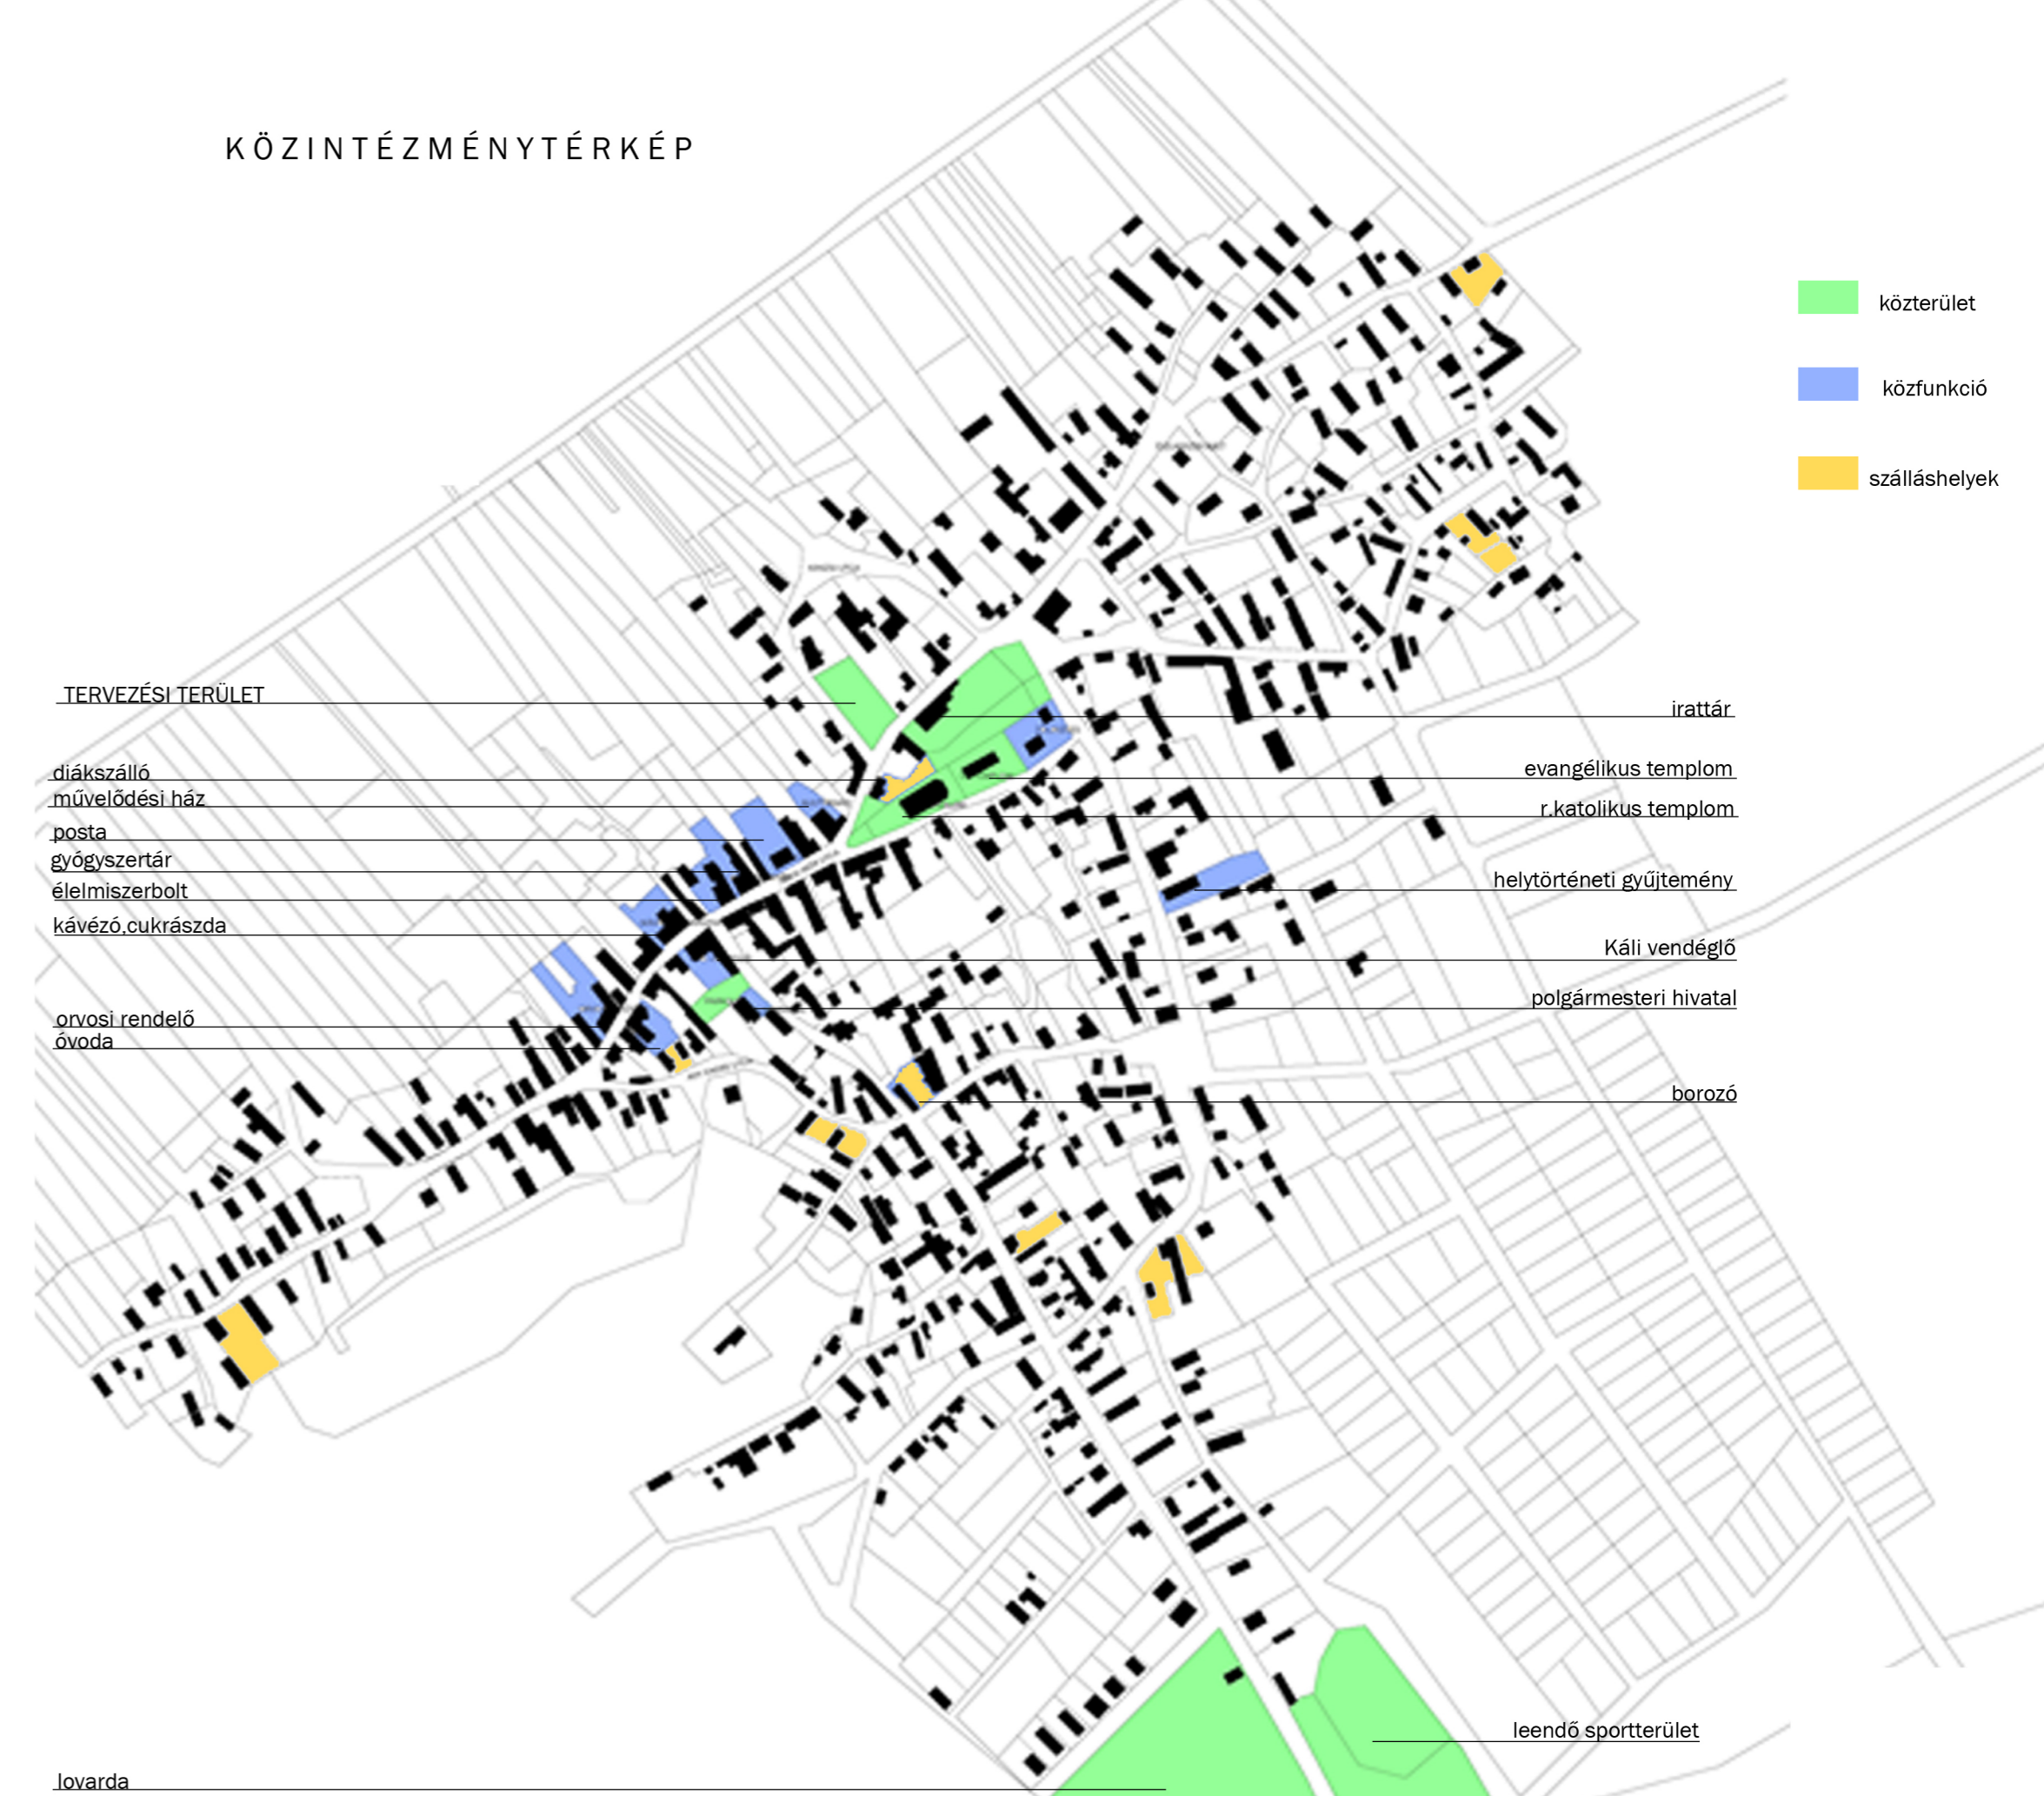 KÖZINTÉZMÉNYTÉRKÉP
közterület
közfunkció
szálláshelyek
TERVEZÉSI TERÜLET
diákszálló
művelődési ház
posta
gyógyszertár
élelmiszerbolt
kávézó,cukrászda
orvosi rendelő
óvoda
lovarda
irattár
evangélikus templom
r.katolikus templom
helytörténeti gyűjtemény
Káli vendéglő
polgármesteri hivatal
borozó
leendő sportterület